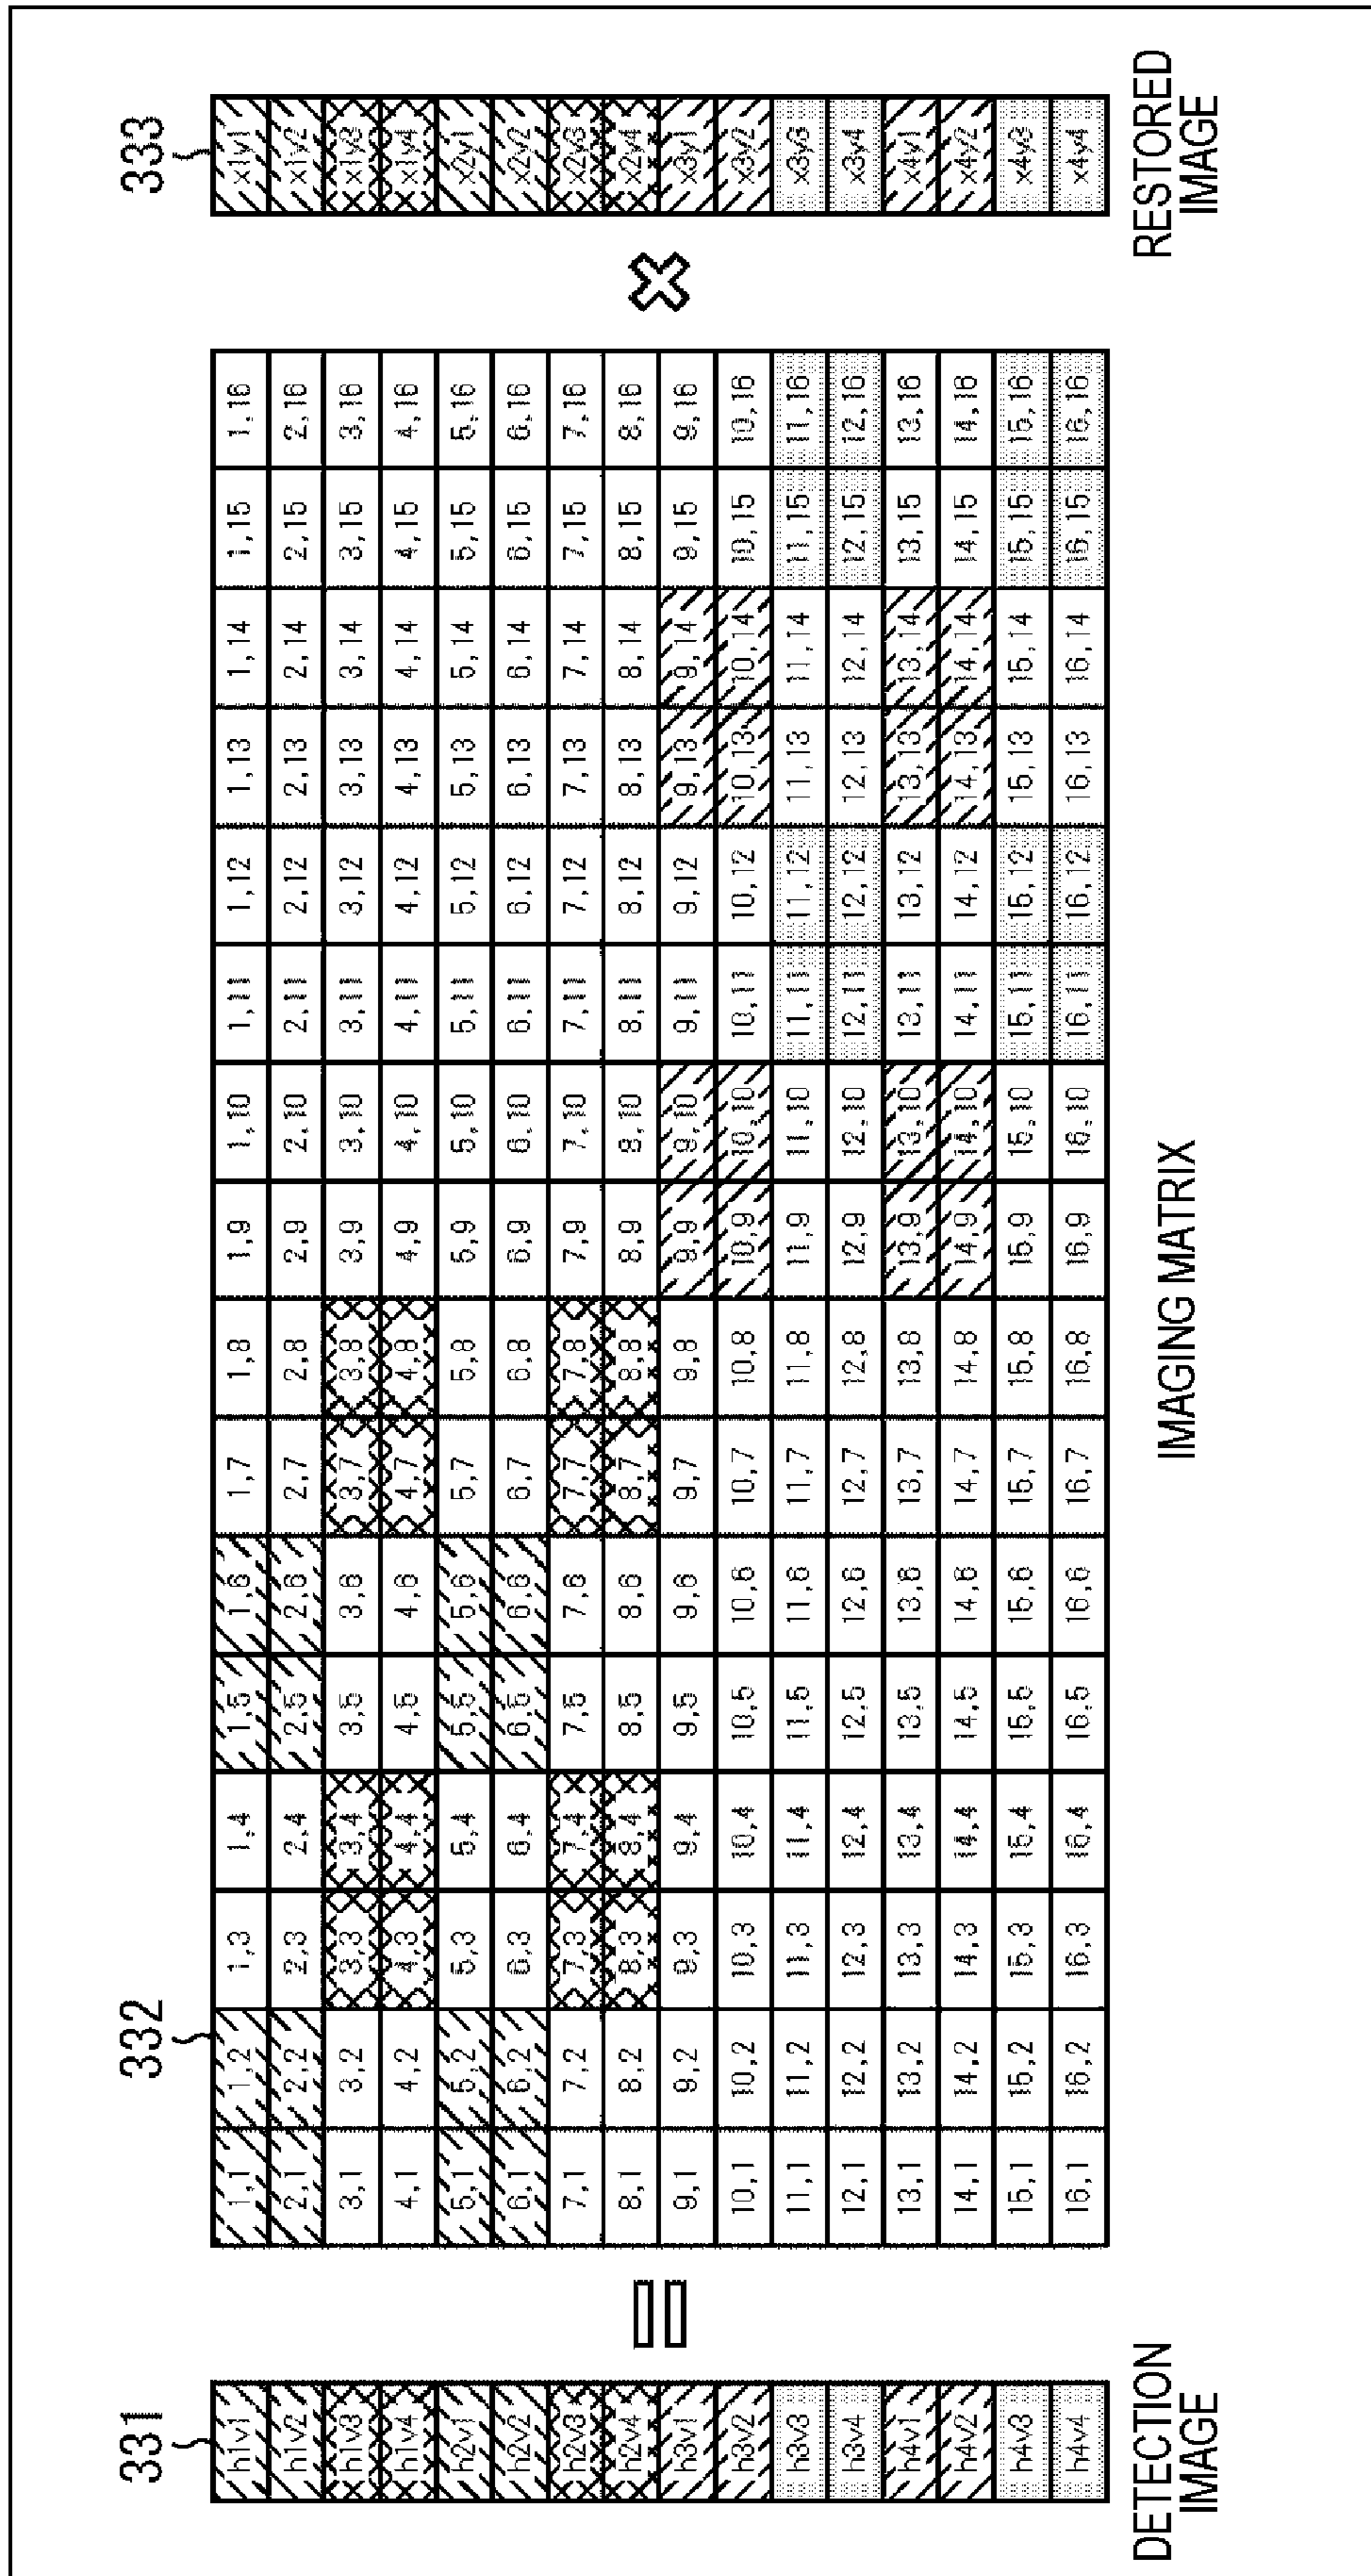 331
332
333
h1v1 1,1 1,2 1,3 1,4 1,5 1,6 1,7 1,8 1,9 1,10 1,11 1,12 1,13 1,14 1,15 1,16 x1y1
h1v2 2,1 2,2 2,3 2,4 2,5 2,6 2,7 2,8 2,9 2,10 2,11 2,12 2,13 2,14 2,15 2,16 x1y2
h1v3 3,1 3,2 3,3 3,4 3,5 3,6 3,7 3,8 3,9 3,10 3,11 3,12 3,13 3,14 3,15 3,16 x1y3
h1v4 4,1 4,2 4,3 4,4 4,5 4,6 4,7 4,8 4,9 4,10 4,11 4,12 4,13 4,14 4,15 4,16 x1y4
h2v1 5,1 5,2 5,3 5,4 5,5 5,6 5,7 5,8 5,9 5,10 5,11 5,12 5,13 5,14 5,15 5,16 x2y1
h2v2 6,1 6,2 6,3 6,4 6,5 6,6 6,7 6,8 6,9 6,10 6,11 6,12 6,13 6,14 6,15 6,16 x2y2
h2v3 7,1 7,2 7,3 7,4 7,5 7,6 7,7 7,8 7,9 7,10 7,11 7,12 7,13 7,14 7,15 7,16 x2y3
h2v4 8,1 8,2 8,3 8,4 8,5 8,6 8,7 8,8 8,9 8,10 8,11 8,12 8,13 8,14 8,15 8,16 x2y4
= ×
h3v1 9,1 9,2 9,3 9,4 9,5 9,6 9,7 9,8 9,9 9,10 9,11 9,12 9,13 9,14 9,15 9,16 x3y1
h3v2 10,1 10,2 10,3 10,4 10,5 10,6 10,7 10,8 10,9 10,10 10,11 10,12 10,13 10,14 10,15 10,16 x3y2
h3v3 11,1 11,2 11,3 11,4 11,5 11,6 11,7 11,8 11,9 11,10 11,11 11,12 11,13 11,14 11,15 11,16 x3y3
h3v4 12,1 12,2 12,3 12,4 12,5 12,6 12,7 12,8 12,9 12,10 12,11 12,12 12,13 12,14 12,15 12,16 x3y4
h4v1 13,1 13,2 13,3 13,4 13,5 13,6 13,7 13,8 13,9 13,10 13,11 13,12 13,13 13,14 13,15 13,16 x4y1
h4v2 14,1 14,2 14,3 14,4 14,5 14,6 14,7 14,8 14,9 14,10 14,11 14,12 14,13 14,14 14,15 14,16 x4y2
h4v3 15,1 15,2 15,3 15,4 15,5 15,6 15,7 15,8 15,9 15,10 15,11 15,12 15,13 15,14 15,15 15,16 x4y3
h4v4 16,1 16,2 16,3 16,4 16,5 16,6 16,7 16,8 16,9 16,10 16,11 16,12 16,13 16,14 16,15 16,16 x4y4
DETECTION
IMAGE
IMAGING MATRIX
RESTORED
IMAGE